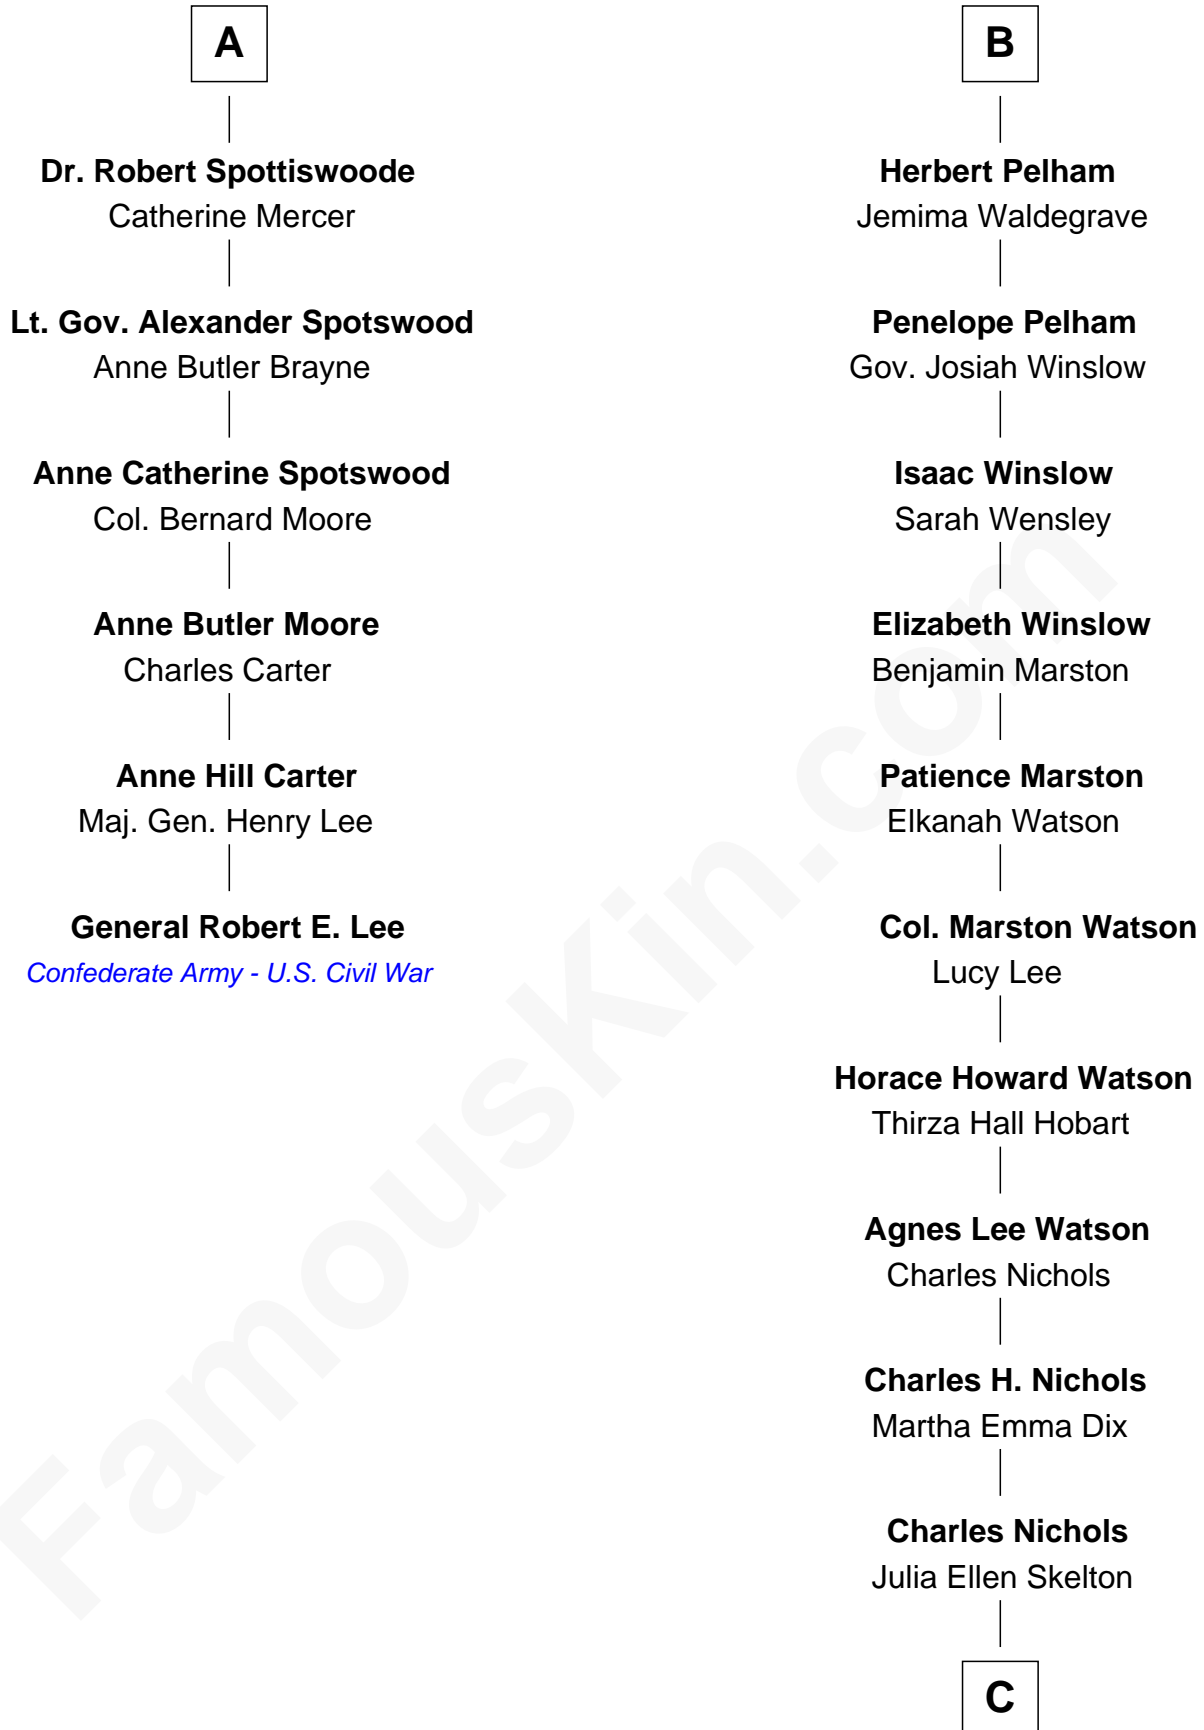 A
Dr. Robert Spottiswoode
Catherine Mercer
Lt. Gov. Alexander Spotswood
Anne Butler Brayne
Anne Catherine Spotswood
Col. Bernard Moore
Anne Butler Moore
Charles Carter
Anne Hill Carter
Maj. Gen. Henry Lee
General Robert E. Lee
Confederate Army - U.S. Civil War
B
Herbert Pelham
Jemima Waldegrave
Penelope Pelham
Gov. Josiah Winslow
Isaac Winslow
Sarah Wensley
Elizabeth Winslow
Benjamin Marston
Patience Marston
Elkanah Watson
Col. Marston Watson
Lucy Lee
Horace Howard Watson
Thirza Hall Hobart
Agnes Lee Watson
Charles Nichols
Charles H. Nichols
Martha Emma Dix
Charles Nichols
Julia Ellen Skelton
C
FamousKin.com